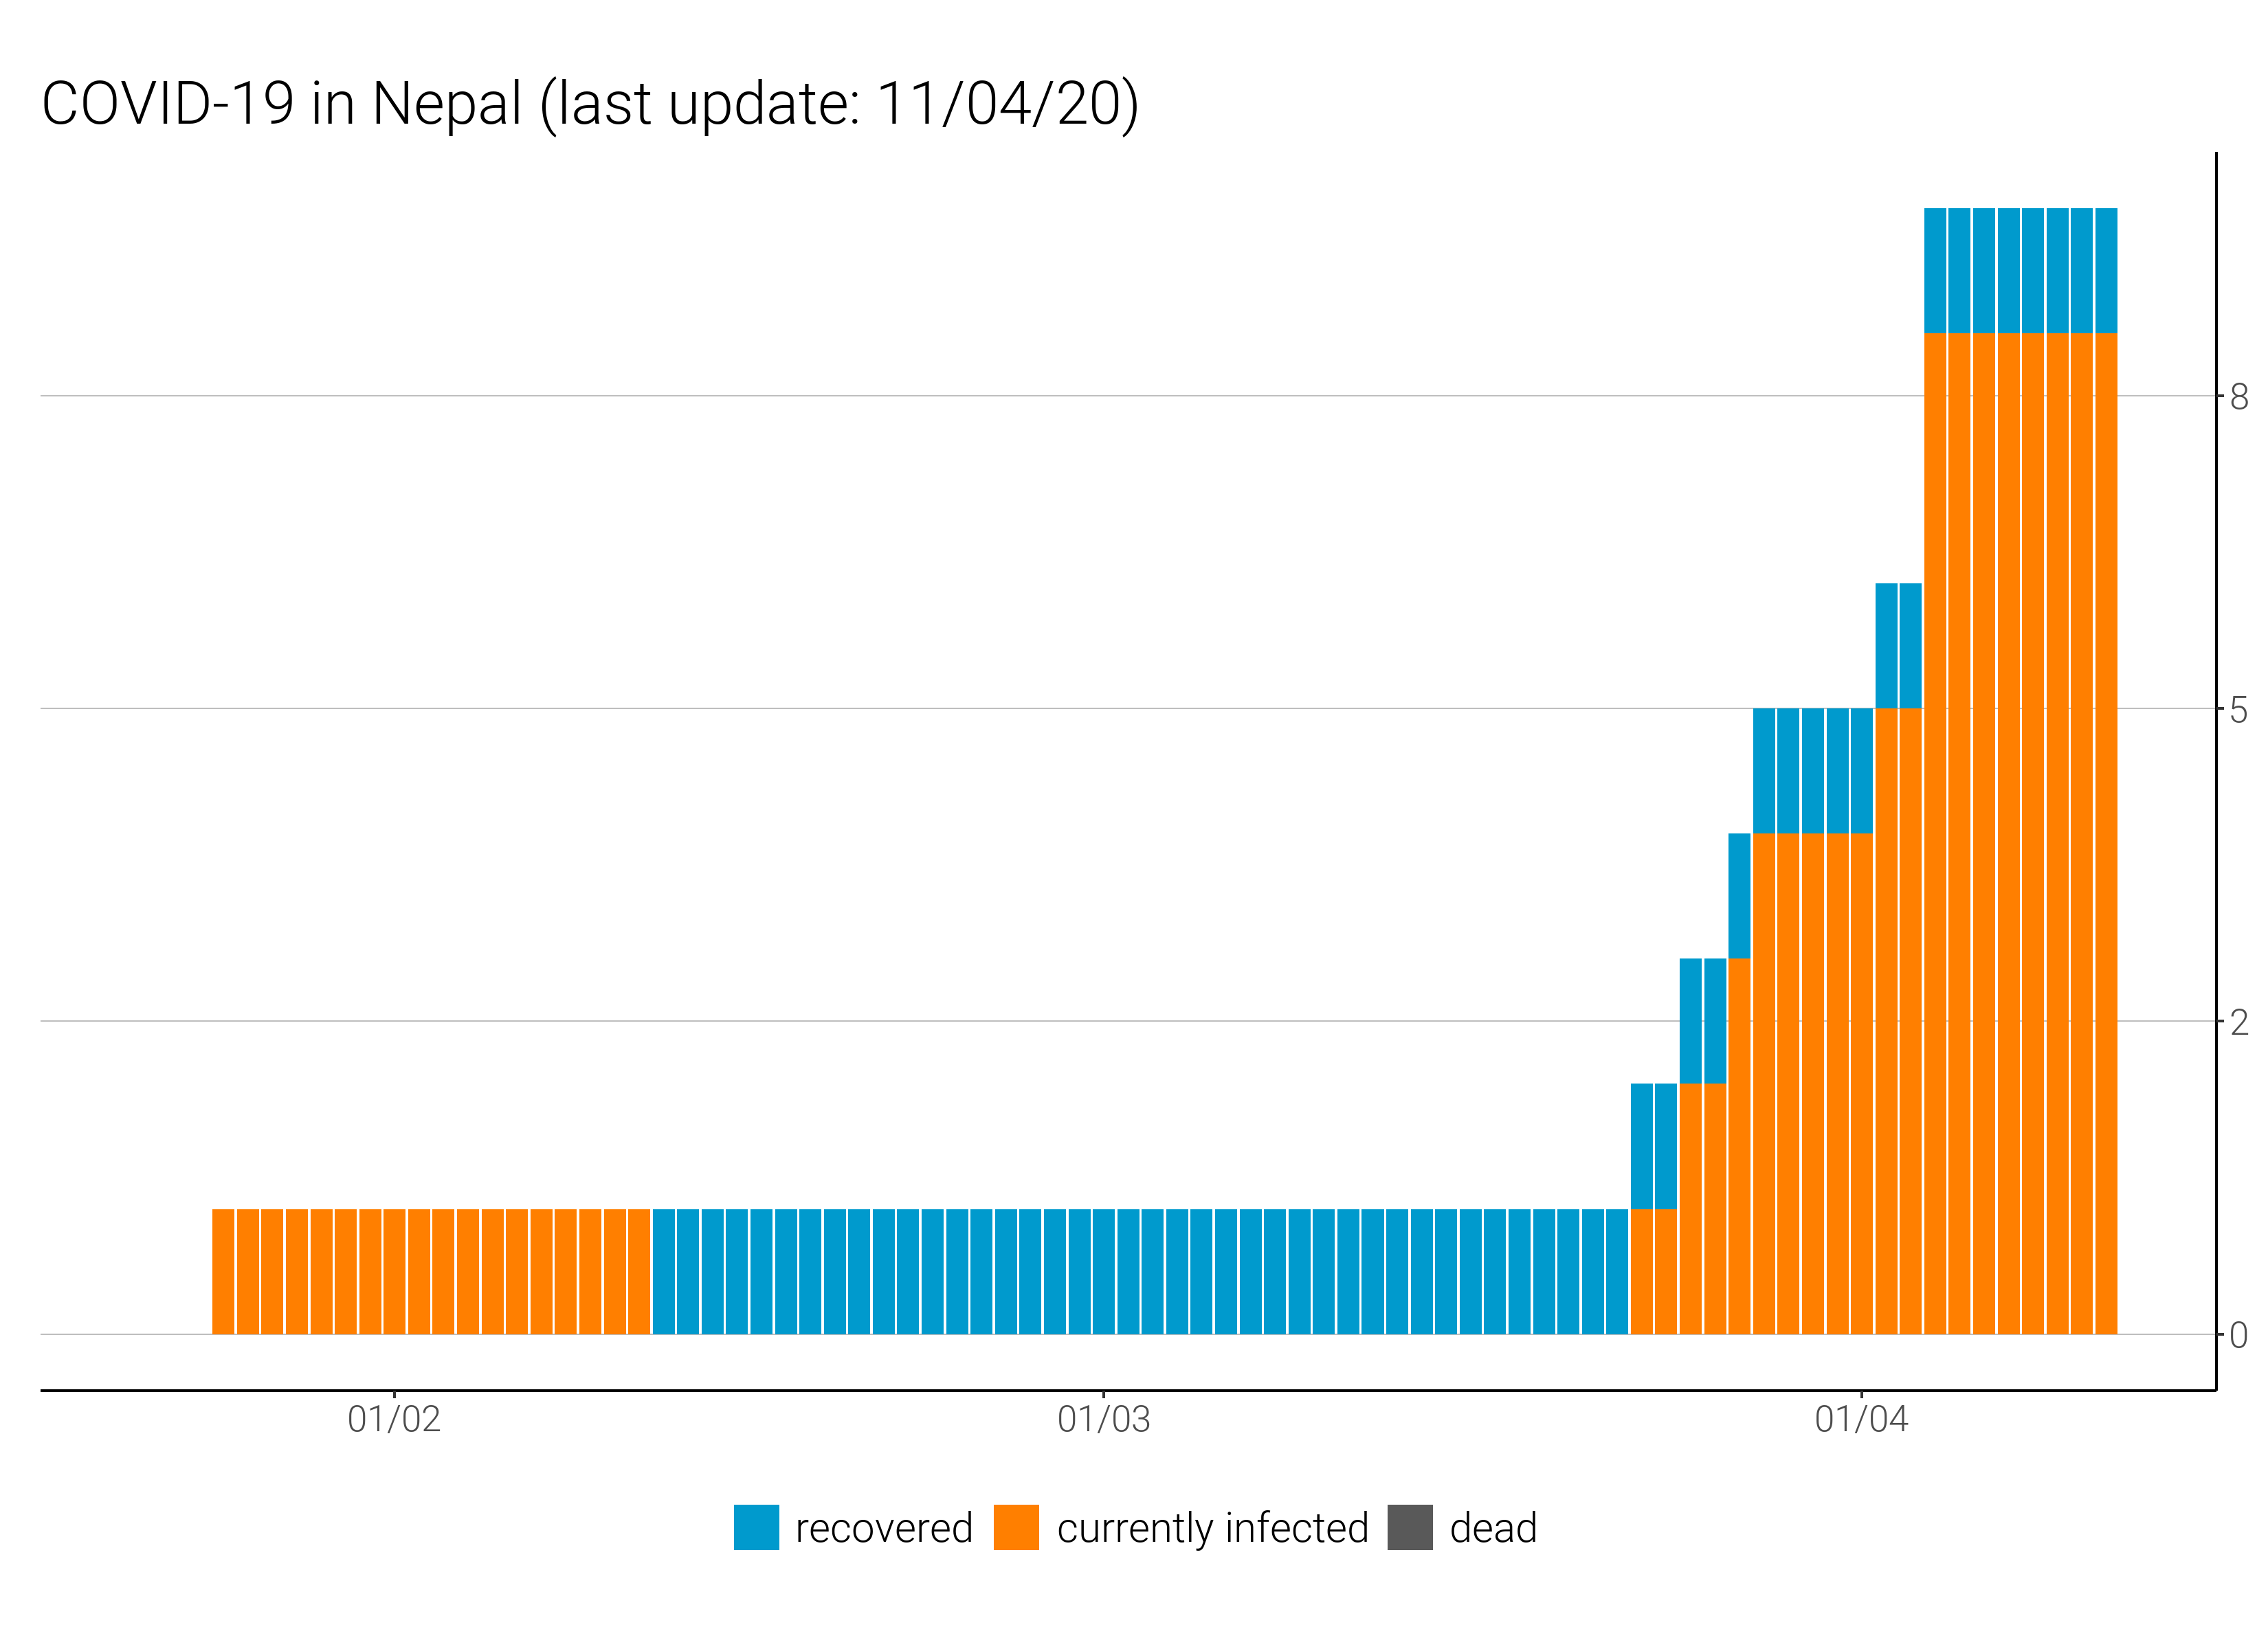 COVID-19 in Nepal (last update: 11/04/20)
8
5
2
0
01/02 01/03 01/04
recovered currently infected dead